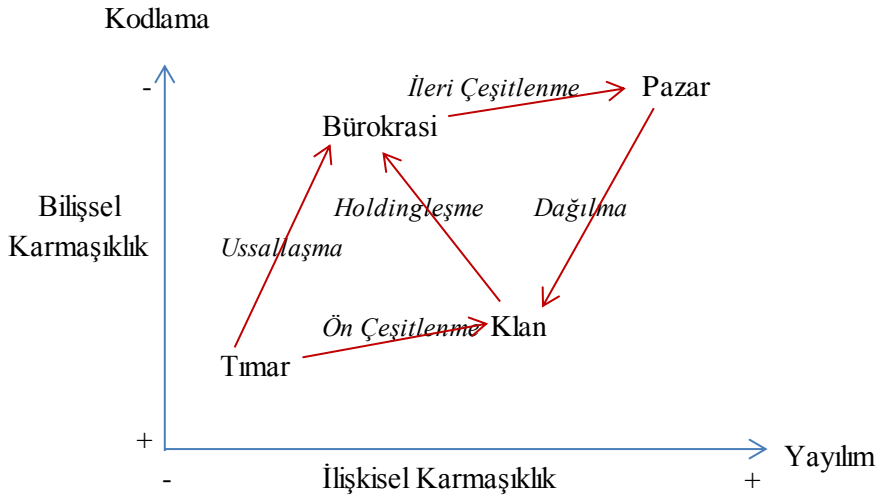 Kodlama
-
İleri Çeşitlenme
Pazar
Bürokrasi
Bilişsel
Karmaşıklık
Holdingleşme
Dağılma
Ussallaşma
Ön Çeşitlenme
Klan
Tımar
+
Yayılım
-
İlişkisel Karmaşıklık
+